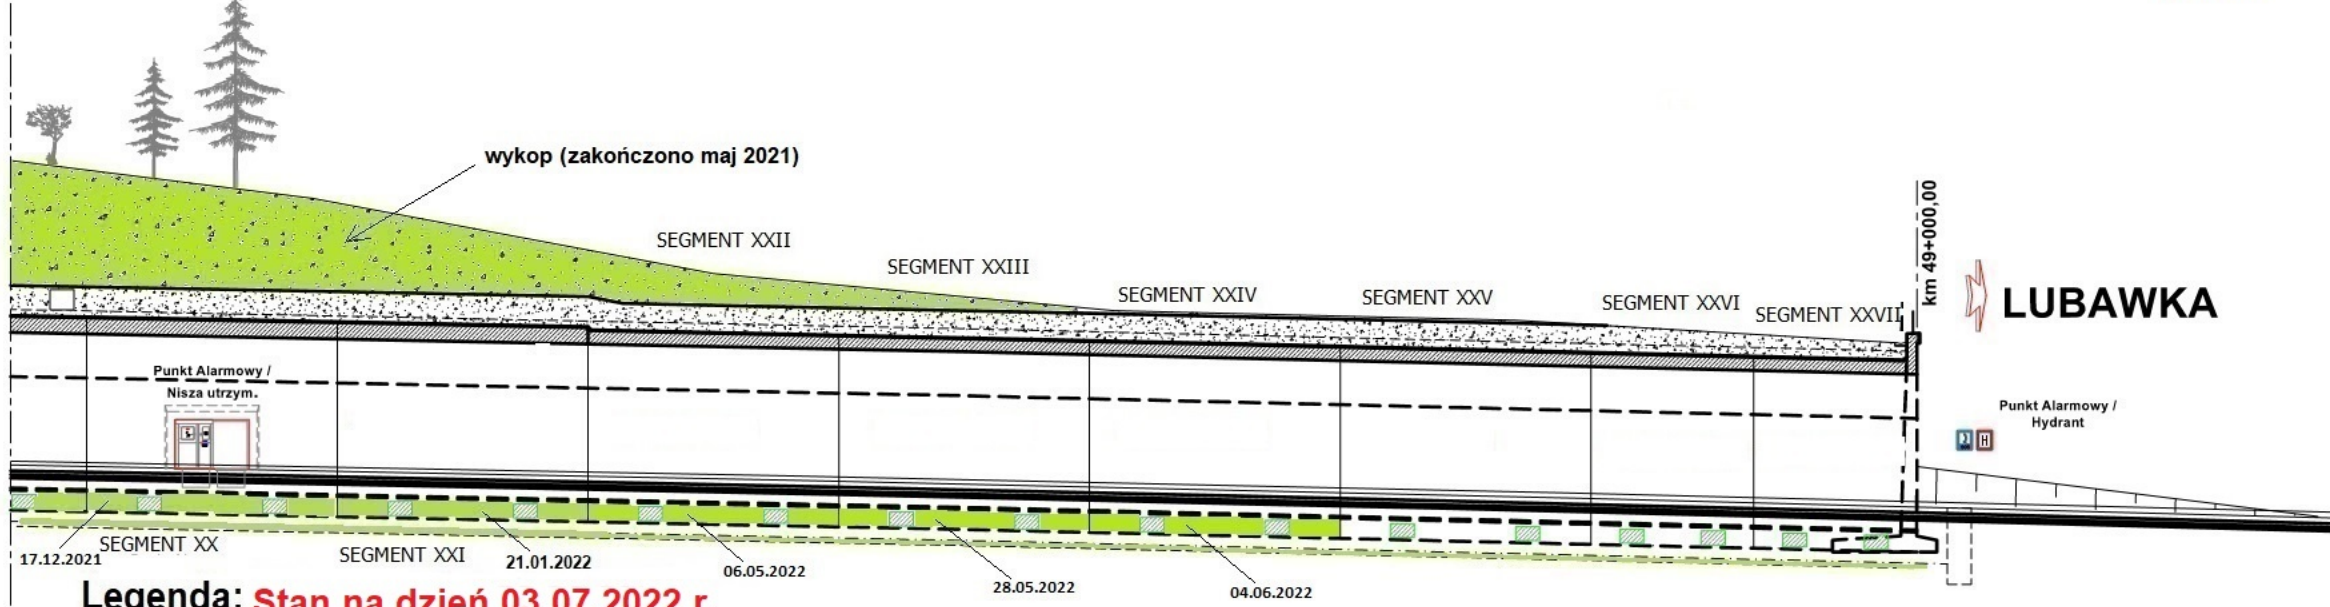 wykop (zakończono maj 2021)
SEGMENT XXII
SEGMENT XXIII
SEGMENT XXIV
SEGMENT XXV
SEGMENT XXVI
SEGMENT XXVII
km 49+000,00
LUBAWKA
Punkt Alarmowy /
Nisza utrzym.
Punkt Alarmowy /
Hydrant
H
17.12.2021
SEGMENT XX
SEGMENT XXI
21.01.2022
06.05.2022
28.05.2022
04.06.2022
Legenda: Stan na dzień 03.07.2022 r